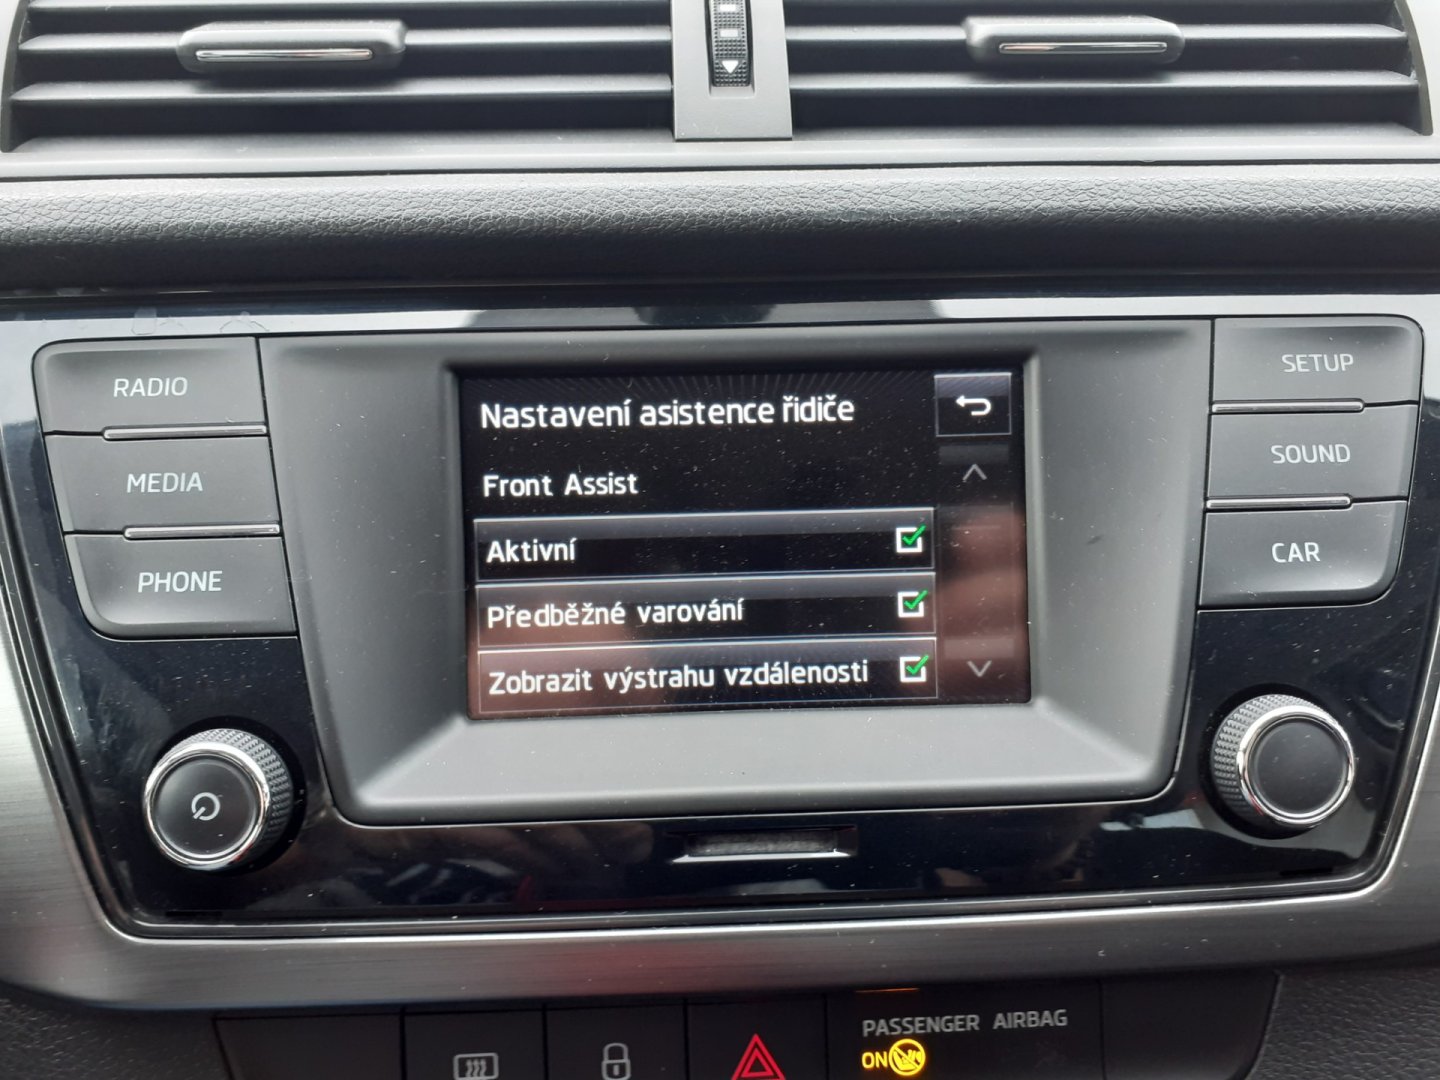 RADIO
MEDIA
PHONE
Nastavení asistence řidiče
Front Assist
Aktivní
Předběžné varování
Zobrazit výstrahu vzdálenosti
SETUP
SOUND
CAR
PASSENGER AIRBAG
ON